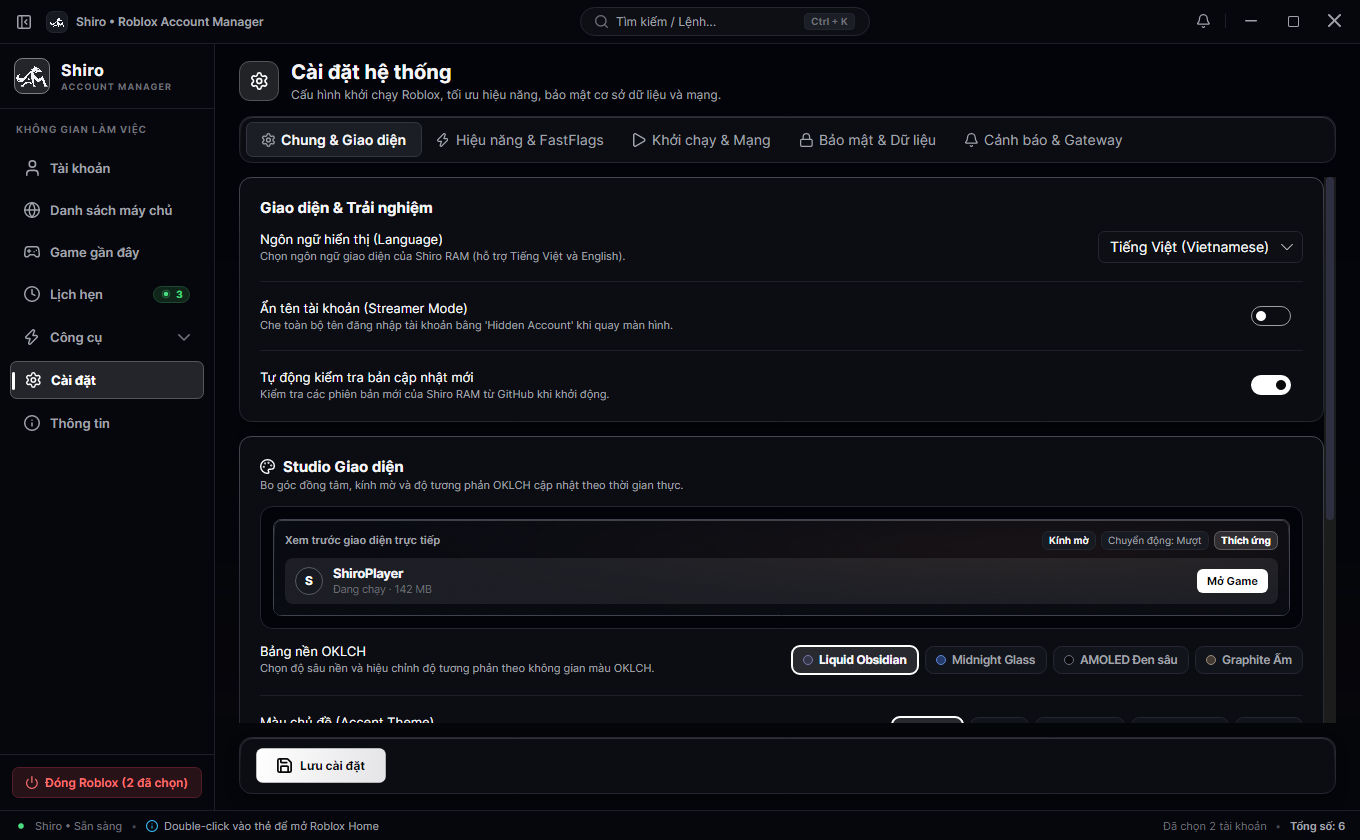 Shiro • Roblox Account Manager
Tìm kiếm / Lệnh...
Ctrl + K
Shiro
ACCOUNT MANAGER
KHÔNG GIAN LÀM VIỆC
Tài khoản
Danh sách máy chủ
Game gần đây
Lịch hẹn
3
Công cụ
Cài đặt
Thông tin
Đóng Roblox (2 đã chọn)
Cài đặt hệ thống
Cấu hình khởi chạy Roblox, tối ưu hiệu năng, bảo mật cơ sở dữ liệu và mạng.
Chung & Giao diện
Hiệu năng & FastFlags
Khởi chạy & Mạng
Bảo mật & Dữ liệu
Cảnh báo & Gateway
Giao diện & Trải nghiệm
Ngôn ngữ hiển thị (Language)
Chọn ngôn ngữ giao diện của Shiro RAM (hỗ trợ Tiếng Việt và English).
Tiếng Việt (Vietnamese)
Ẩn tên tài khoản (Streamer Mode)
Che toàn bộ tên đăng nhập tài khoản bằng 'Hidden Account' khi quay màn hình.
Tự động kiểm tra bản cập nhật mới
Kiểm tra các phiên bản mới của Shiro RAM từ GitHub khi khởi động.
Studio Giao diện
Bo góc đồng tâm, kính mờ và độ tương phản OKLCH cập nhật theo thời gian thực.
Xem trước giao diện trực tiếp
Kính mờ
Chuyển động: Mượt
Thích ứng
S
ShiroPlayer
Đang chạy · 142 MB
Mở Game
Bảng nền OKLCH
Chọn độ sâu nền và hiệu chỉnh độ tương phản theo không gian màu OKLCH.
Liquid Obsidian
Midnight Glass
AMOLED Đen sâu
Graphite Ấm
Màu chủ đề (Accent Theme)
Lưu cài đặt
Shiro • Sẵn sàng
Double-click vào thẻ để mở Roblox Home
Đã chọn 2 tài khoản
Tổng số: 6